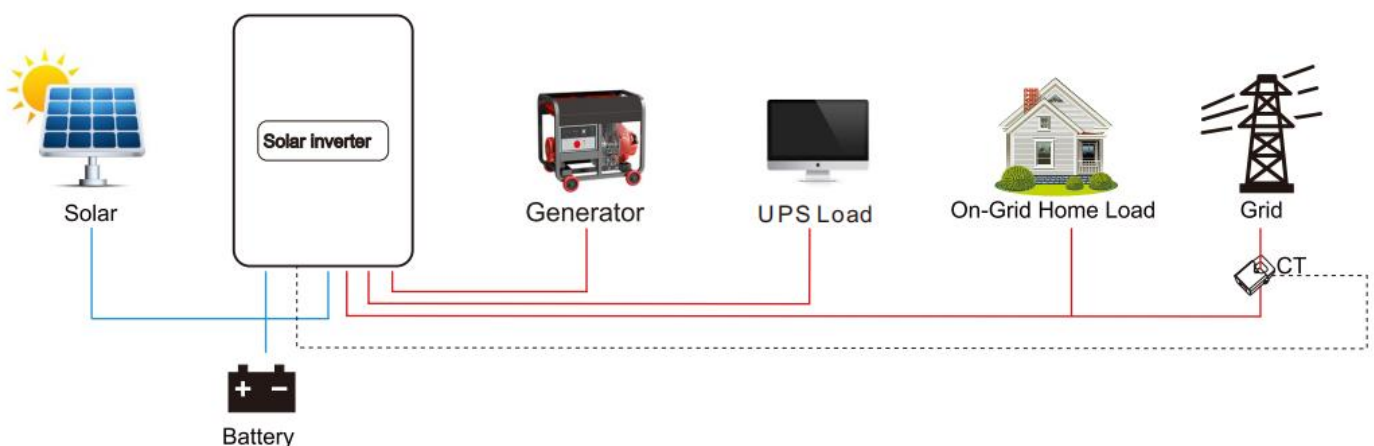 Solar inverter
Solar
Generator
UPS Load
On-Grid Home Load
Grid
CT
Battery